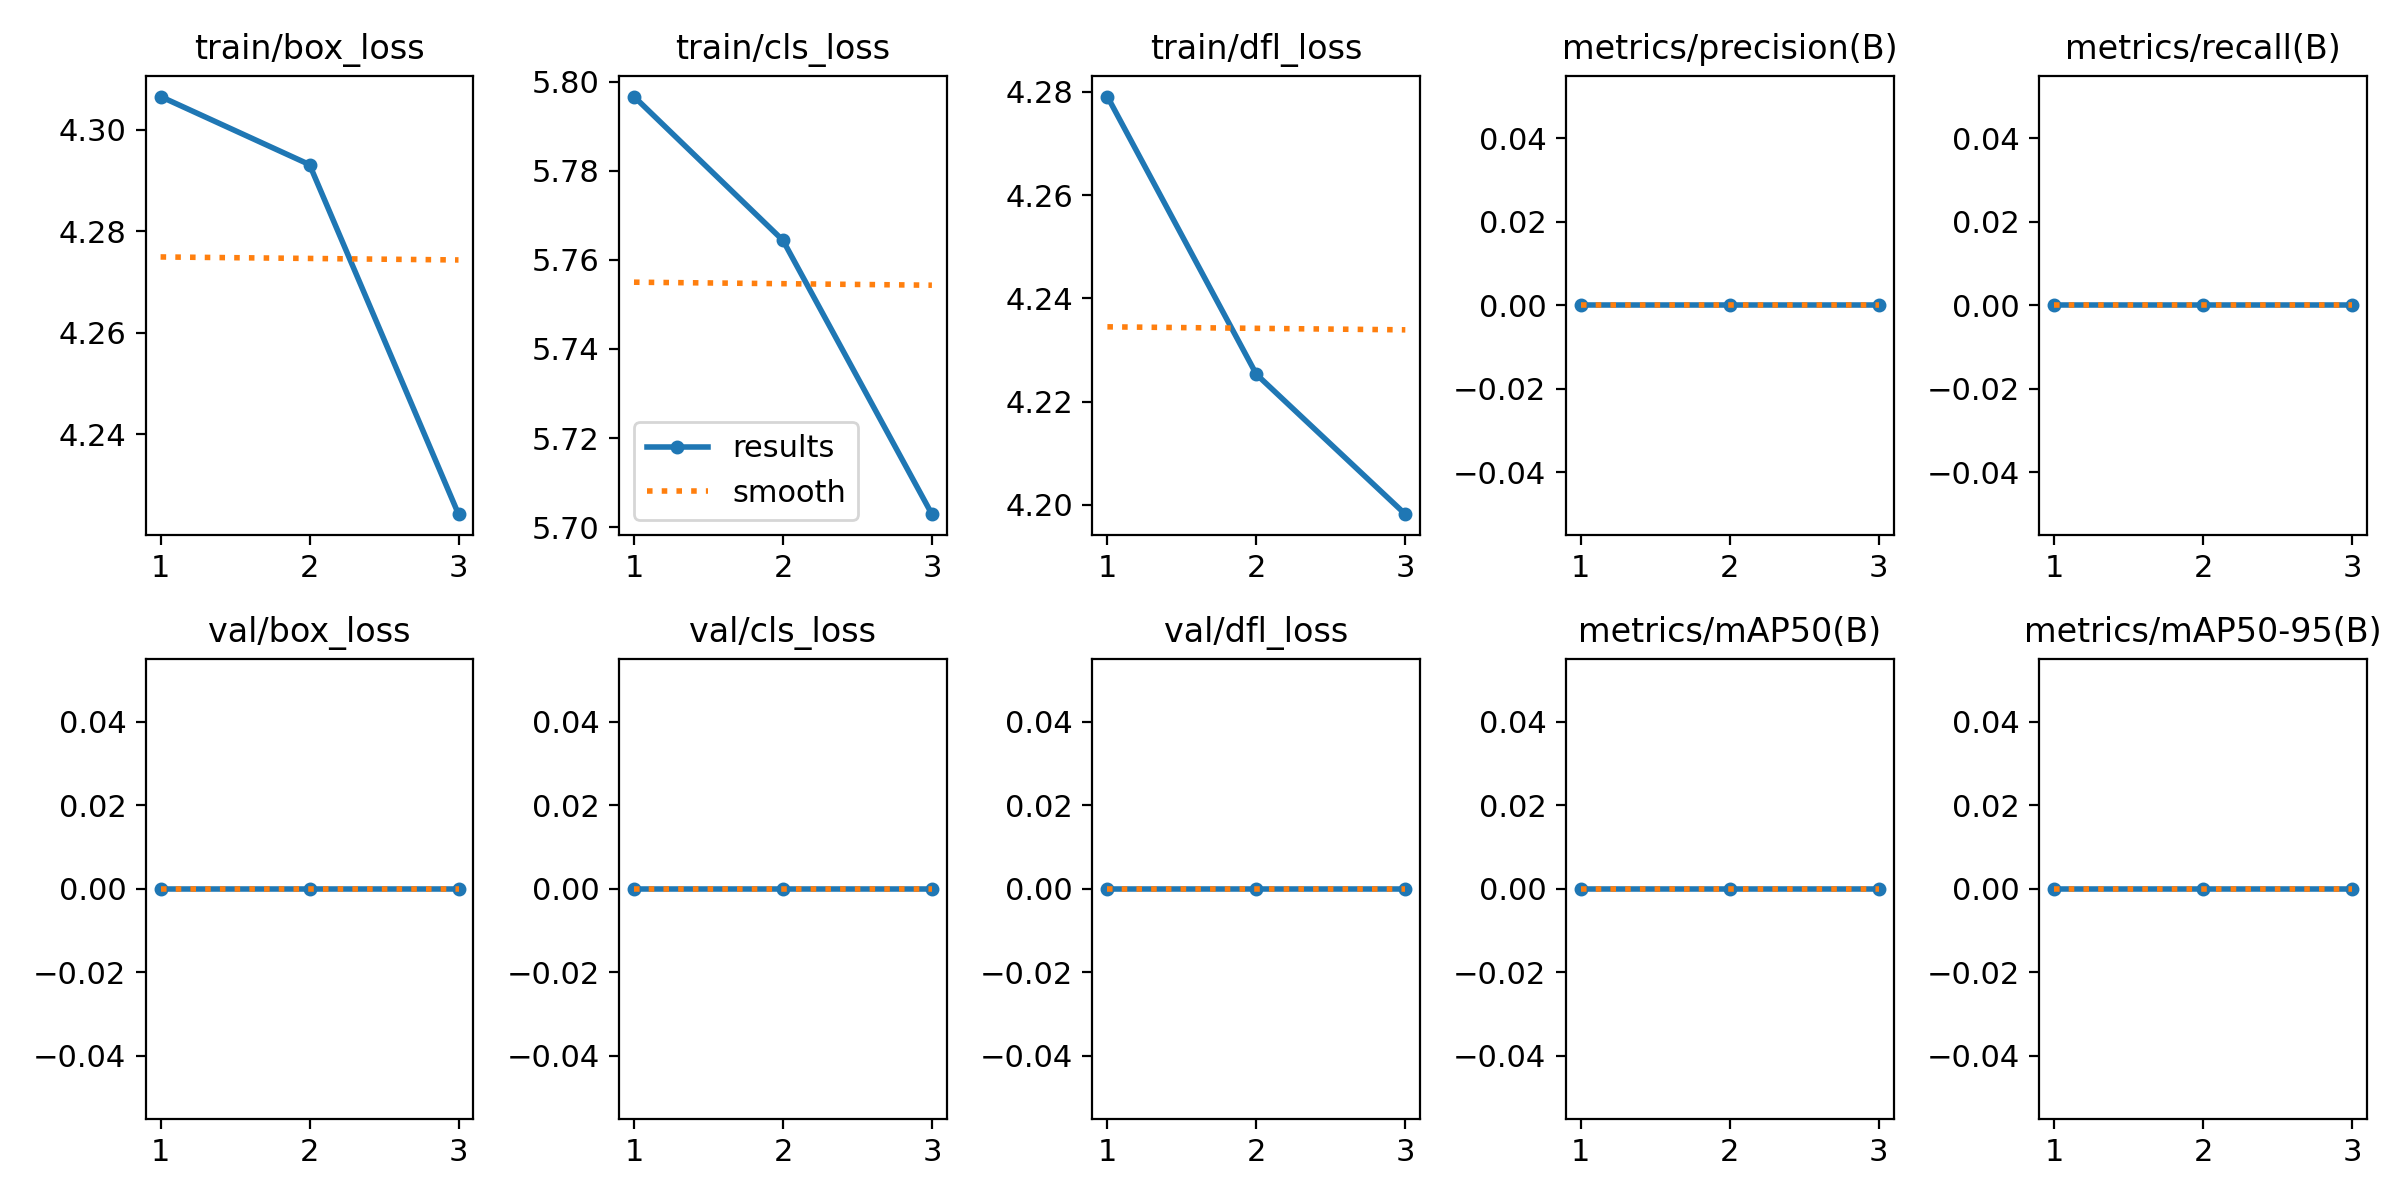 train/box_loss
4.30
4.28
4.26
4.24
1 2 3
train/cls_loss
5.80
5.78
5.76
5.74
5.72
5.70
results
smooth
1 2 3
train/dfl_loss
4.28
4.26
4.24
4.22
4.20
1 2 3
metrics/precision(B)
0.04
0.02
0.00
−0.02
−0.04
1 2 3
metrics/recall(B)
0.04
0.02
0.00
−0.02
−0.04
1 2 3
val/box_loss
0.04
0.02
0.00
−0.02
−0.04
1 2 3
val/cls_loss
0.04
0.02
0.00
−0.02
−0.04
1 2 3
val/dfl_loss
0.04
0.02
0.00
−0.02
−0.04
1 2 3
metrics/mAP50(B)
0.04
0.02
0.00
−0.02
−0.04
1 2 3
metrics/mAP50-95(B)
0.04
0.02
0.00
−0.02
−0.04
1 2 3